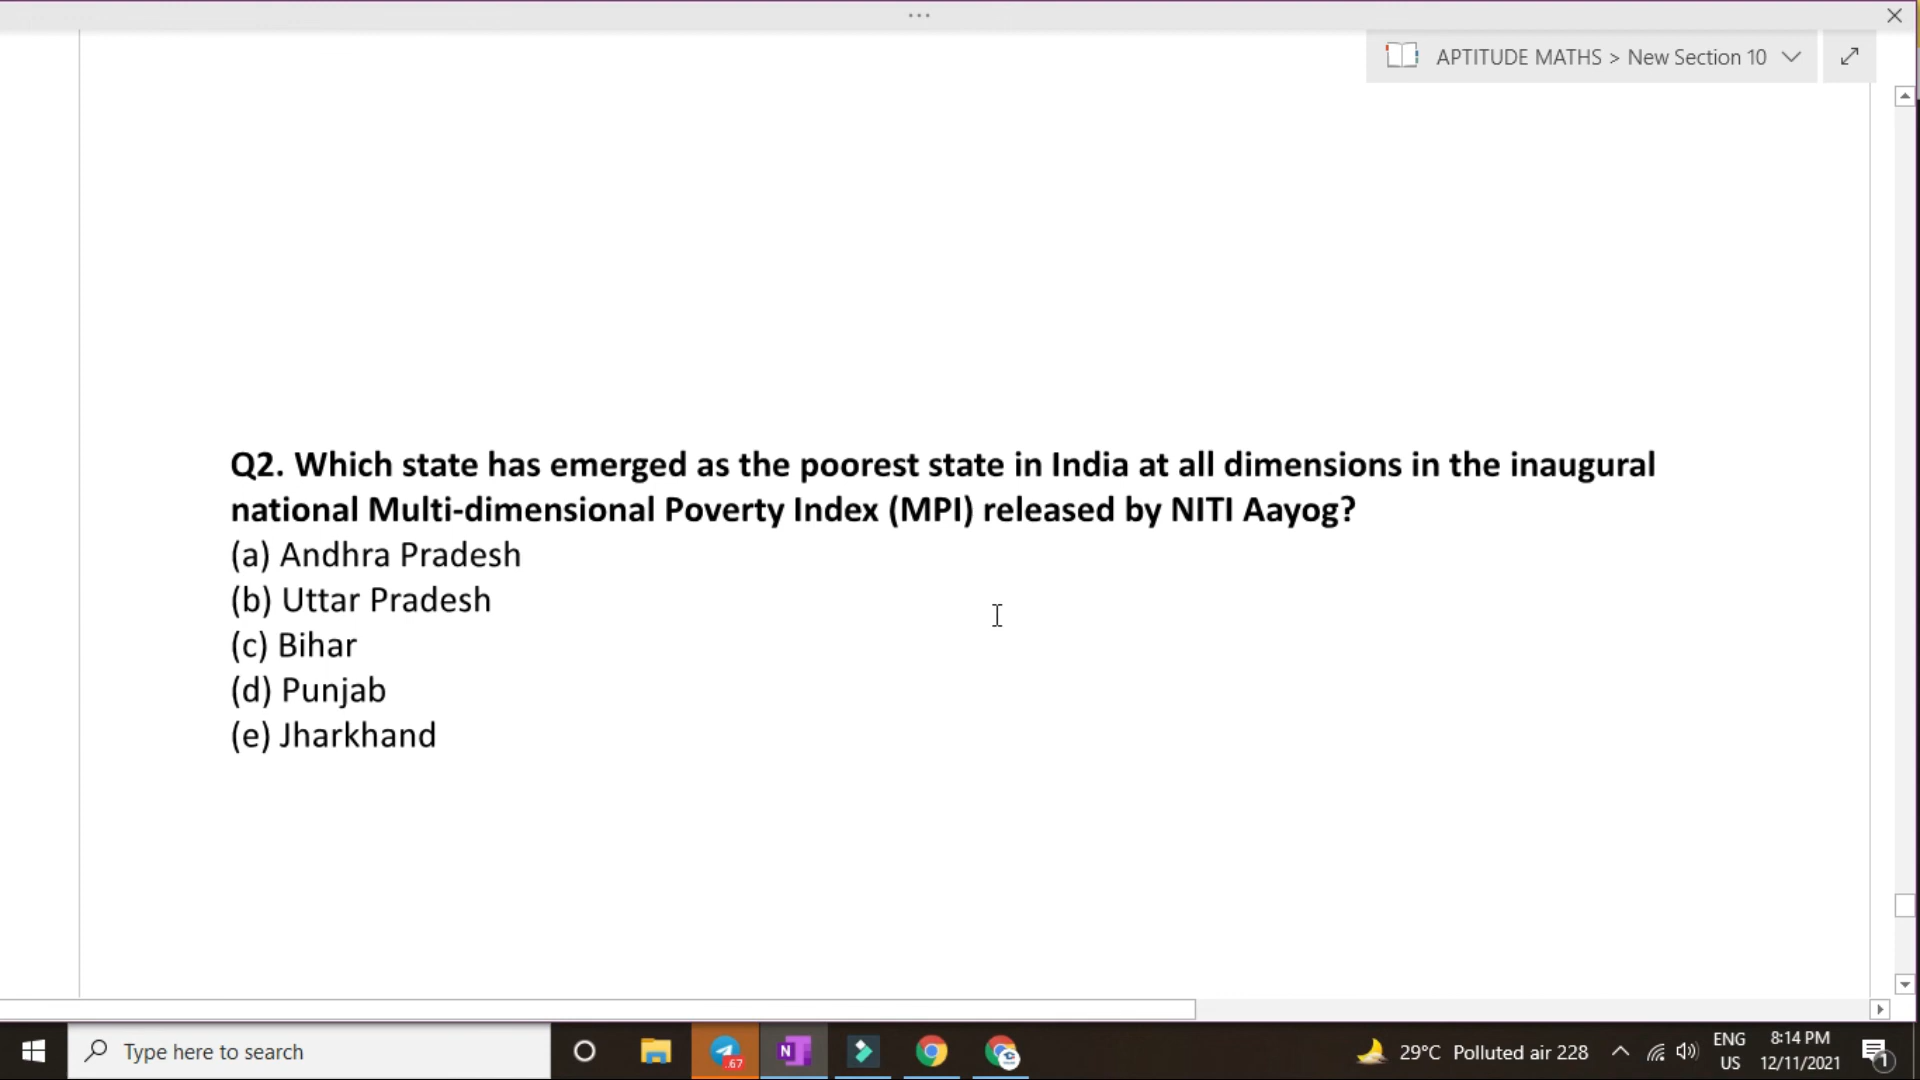 APTITUDE MATHS > New Section 10
Q2. Which state has emerged as the poorest state in India at all dimensions in the inaugural
national Multi-dimensional Poverty Index (MPI) released by NITI Aayog?
(a) Andhra Pradesh
(b) Uttar Pradesh
(c) Bihar
(d) Punjab
(e) Jharkhand
Type here to search
..67
N
29°C Polluted air 228
ENG
US
8:14 PM
12/11/2021
1